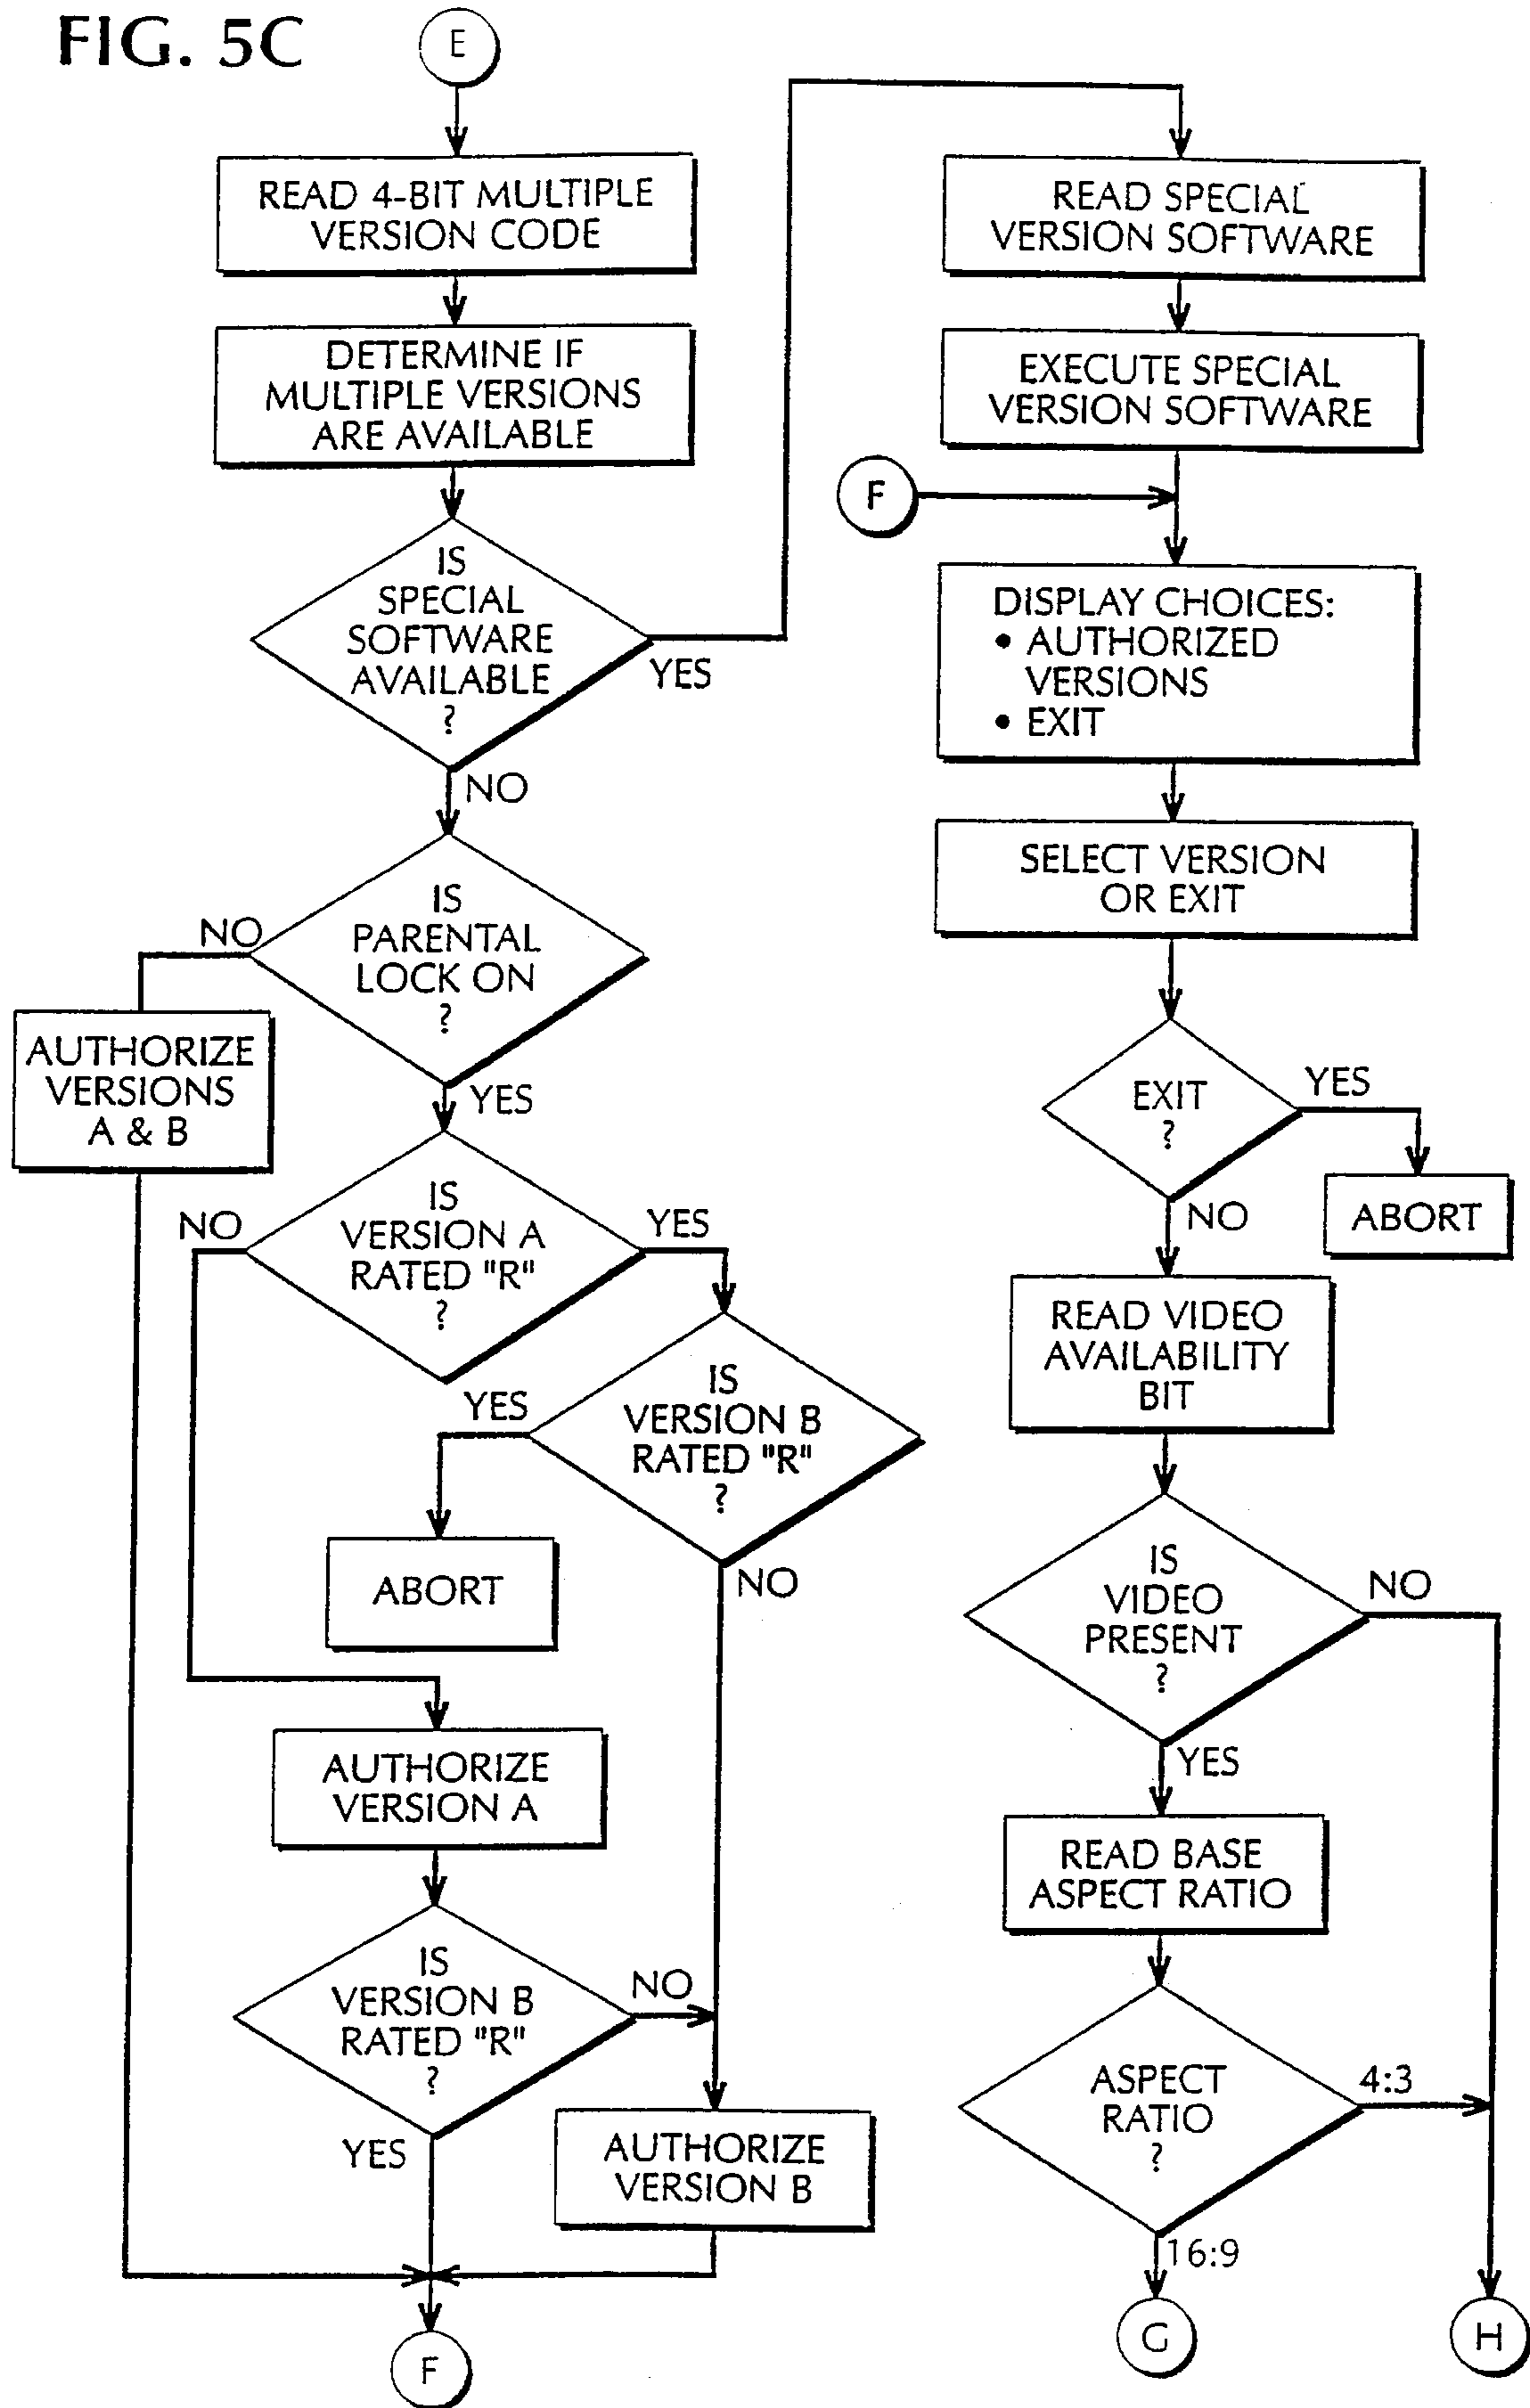 FIG. 5C
E
READ 4-BIT MULTIPLE
VERSION CODE
DETERMINE IF
MULTIPLE VERSIONS
ARE AVAILABLE
IS
SPECIAL
SOFTWARE
AVAILABLE
?
YES
NO
IS
PARENTAL
LOCK ON
?
NO
AUTHORIZE
VERSIONS
A & B
YES
IS
VERSION A
RATED "R"
?
NO
YES
IS
VERSION B
RATED "R"
?
YES
ABORT
NO
AUTHORIZE
VERSION A
IS
VERSION B
RATED "R"
?
NO
YES
AUTHORIZE
VERSION B
F
READ SPECIAL
VERSION SOFTWARE
EXECUTE SPECIAL
VERSION SOFTWARE
F
DISPLAY CHOICES:
• AUTHORIZED
VERSIONS
• EXIT
SELECT VERSION
OR EXIT
EXIT
?
YES
ABORT
NO
READ VIDEO
AVAILABILITY
BIT
IS
VIDEO
PRESENT
?
NO
YES
READ BASE
ASPECT RATIO
ASPECT
RATIO
?
4:3
16:9
G
H